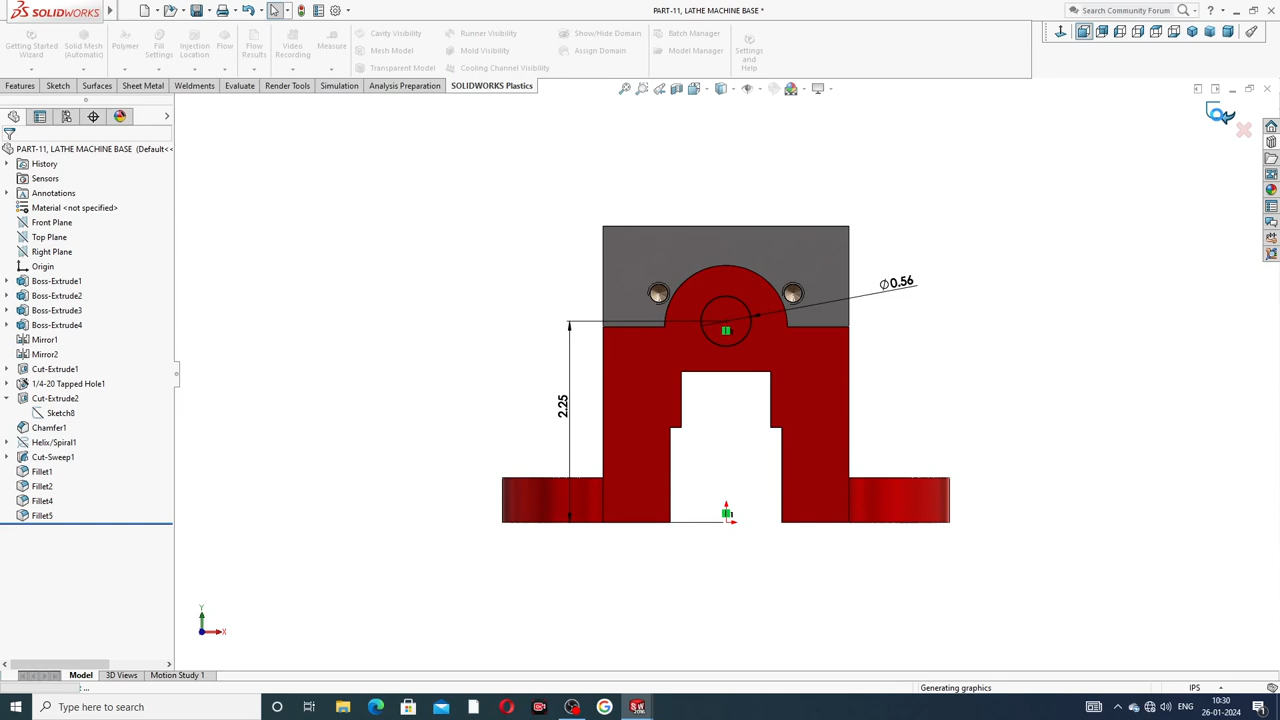 SOLIDWORKS
PART-11, LATHE MACHINE BASE *
Search Community Forum
Getting Started Wizard
Solid Mesh (Automatic)
Polymer
Fill Settings
Injection Location
Flow
Flow Results
Video Recording
Measure
Cavity Visibility
Runner Visibility
Show/Hide Domain
Batch Manager
Mesh Model
Mold Visibility
Assign Domain
Model Manager
Transparent Model
Cooling Channel Visibility
Settings and Help
Features
Sketch
Surfaces
Sheet Metal
Weldments
Evaluate
Render Tools
Simulation
Analysis Preparation
SOLIDWORKS Plastics
PART-11, LATHE MACHINE BASE (Default<<
History
Sensors
Annotations
Material <not specified>
Front Plane
Top Plane
Right Plane
Origin
Boss-Extrude1
Boss-Extrude2
Boss-Extrude3
Boss-Extrude4
Mirror1
Mirror2
Cut-Extrude1
1/4-20 Tapped Hole1
Cut-Extrude2
Sketch8
Chamfer1
Helix/Spiral1
Cut-Sweep1
Fillet1
Fillet2
Fillet4
Fillet5
Ø0.56
2.25
Y
X
Model
3D Views
Motion Study 1
...
Generating graphics
IPS
Type here to search
10:30
26-01-2024